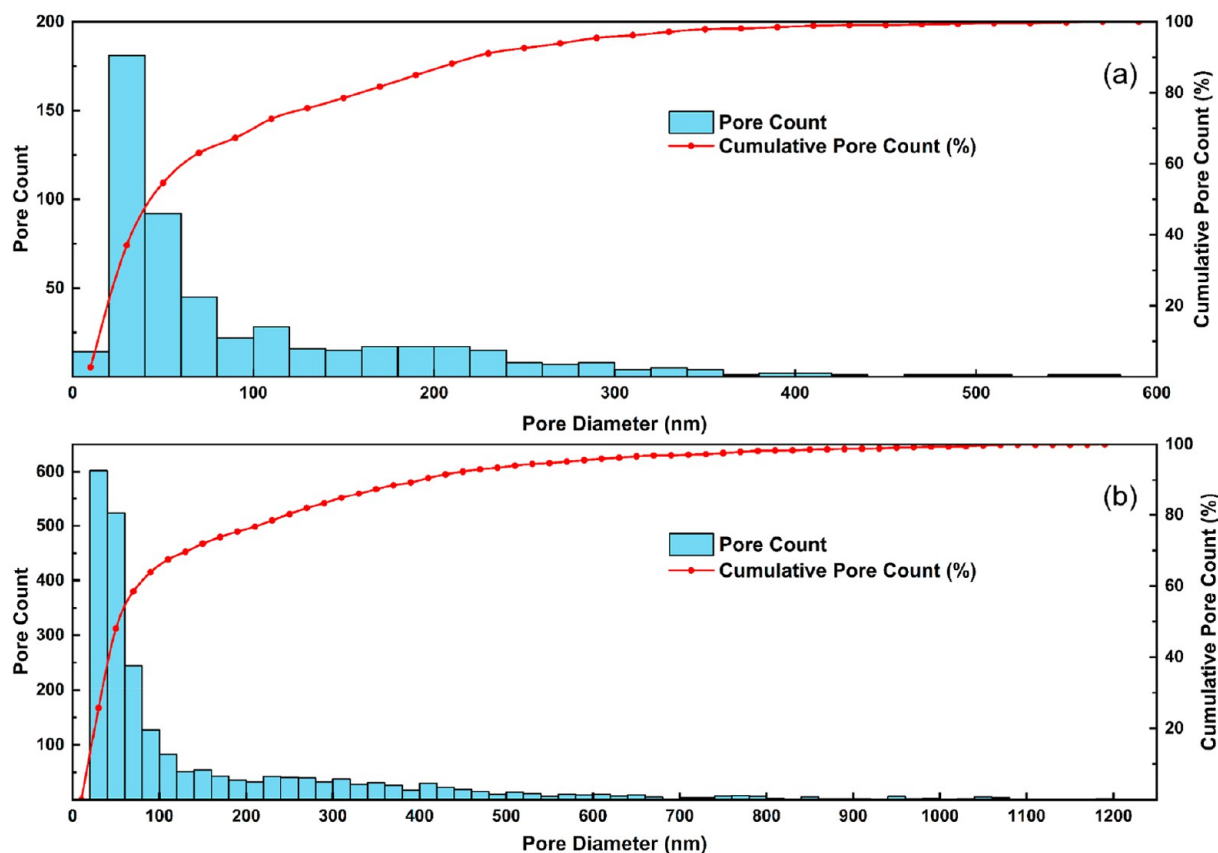 200
150
100
50
Pore Count
100
80
60
40
20
0
Cumulative Pore Count (%)
(a)
Pore Count
Cumulative Pore Count (%)
0 100 200 300 400 500 600
Pore Diameter (nm)
600
500
400
300
200
100
Pore Count
100
80
60
40
20
0
Cumulative Pore Count (%)
(b)
Pore Count
Cumulative Pore Count (%)
0 100 200 300 400 500 600 700 800 900 1000 1100 1200
Pore Diameter (nm)